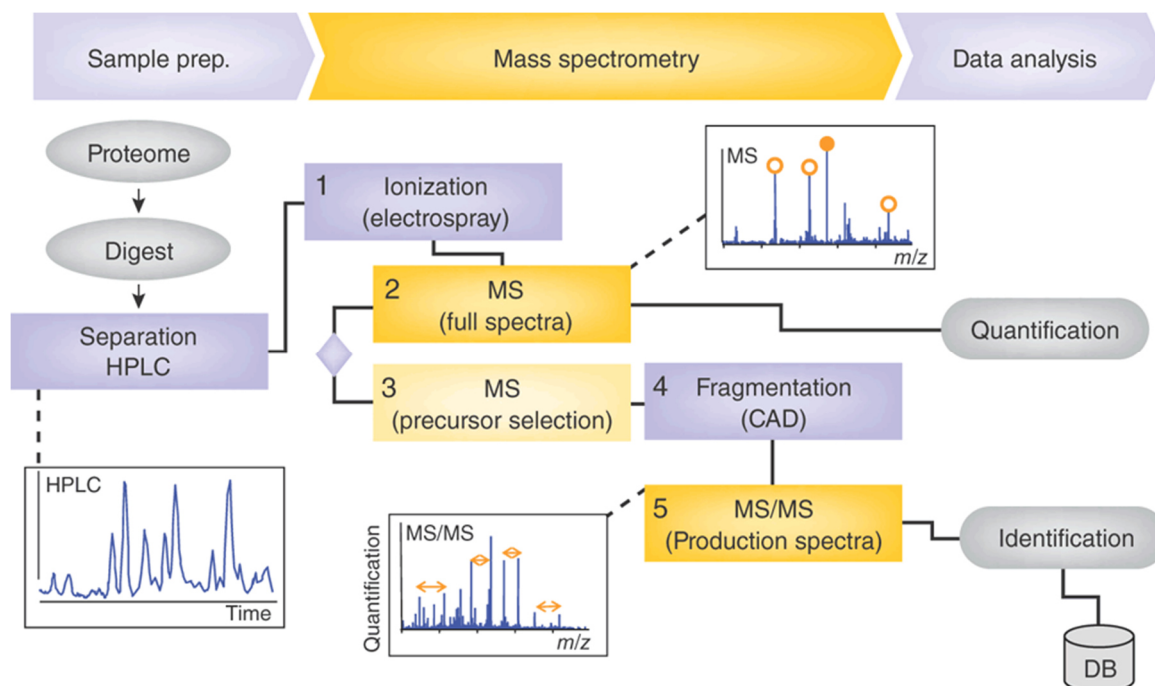 Sample prep.
Mass spectrometry
Data analysis
Proteome
Digest
Separation
HPLC
HPLC
Time
1
Ionization
(electrospray)
2
MS
(full spectra)
3
MS
(precursor selection)
4
Fragmentation
(CAD)
5
MS/MS
(Production spectra)
MS
m/z
Quantification
MS/MS
m/z
Quantification
Identification
DB